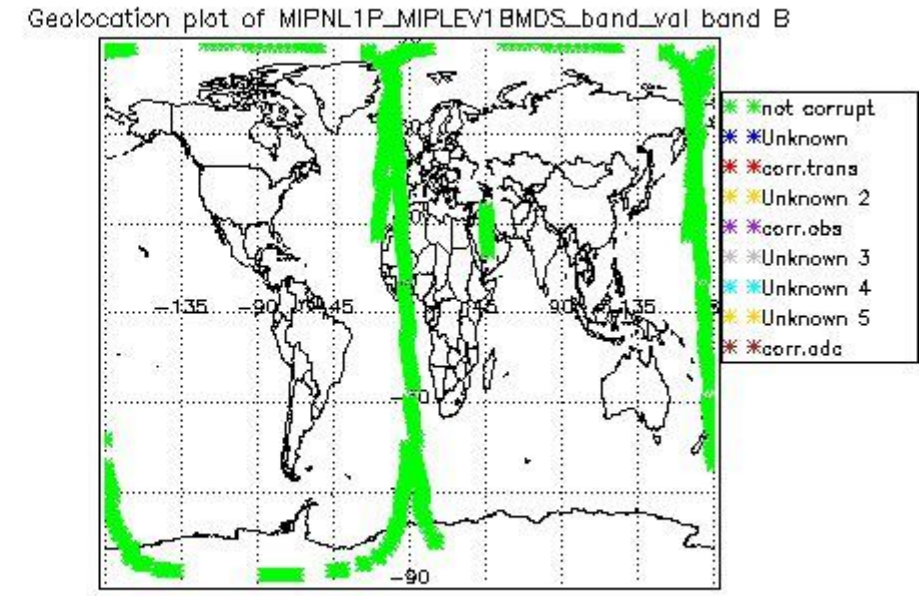 Geolocation plot of MIPNL1P_MIPLEV1BMDS_band_val band B
not corrupt
Unknown
corr.trans
Unknown 2
corr.obs
Unknown 3
Unknown 4
Unknown 5
corr.adc
-135 -90 45 90 135
-90